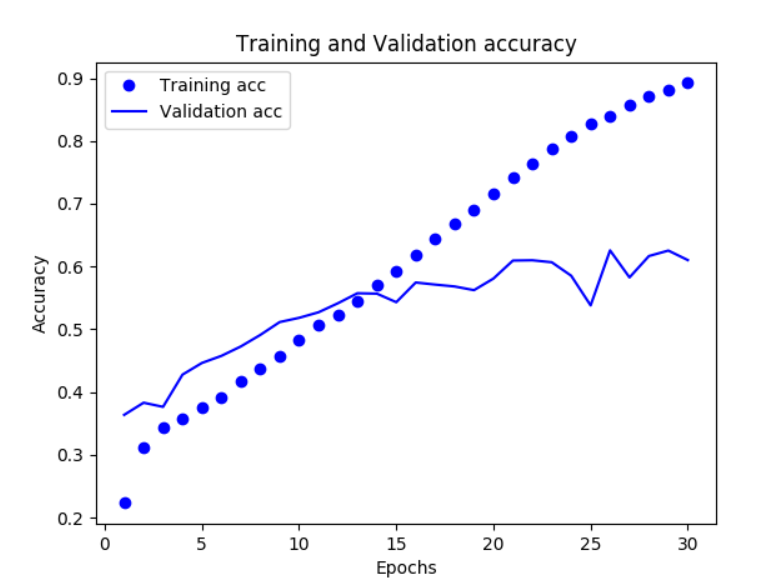 Training and Validation accuracy
Training acc
Validation acc
0.9
0.8
0.7
0.6
0.5
0.4
0.3
0.2
Accuracy
0 5 10 15 20 25 30
Epochs